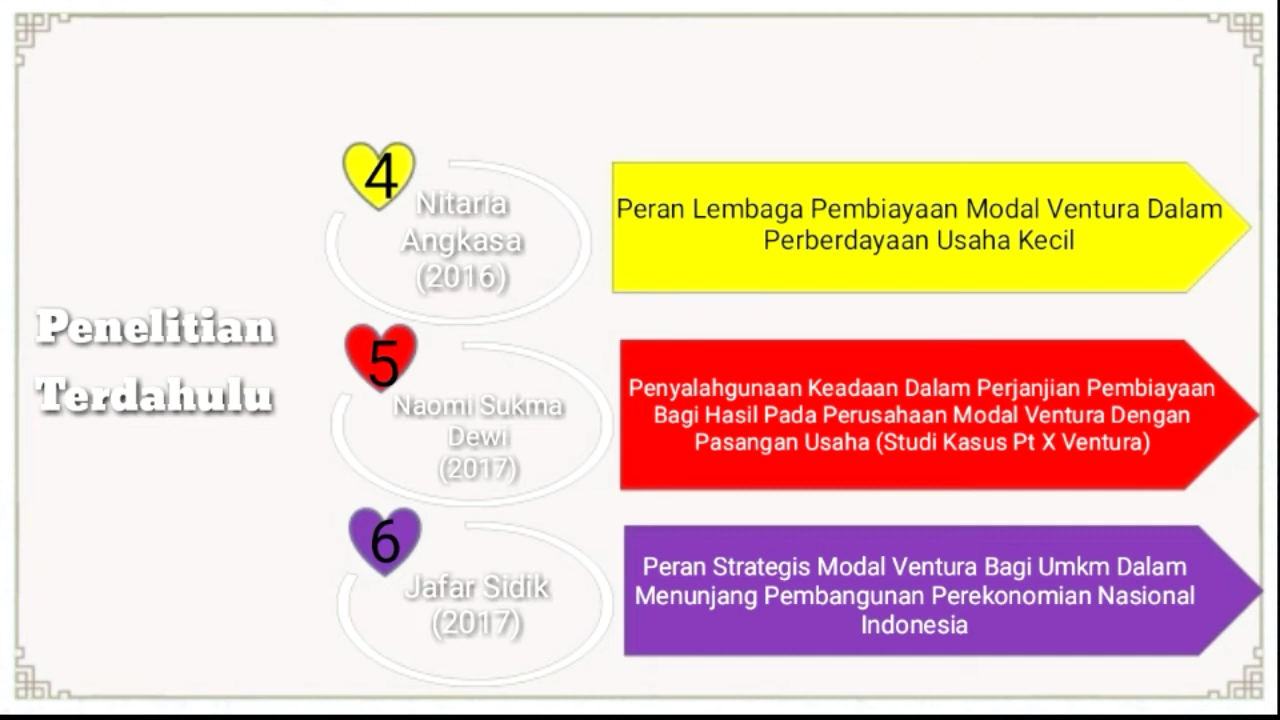 Penelitian
Terdahulu
4
Nitaria
Angkasa
(2016)
Peran Lembaga Pembiayaan Modal Ventura Dalam
Perberdayaan Usaha Kecil
5
Naomi Sukma
Dewi
(2017)
Penyalahgunaan Keadaan Dalam Perjanjian Pembiayaan
Bagi Hasil Pada Perusahaan Modal Ventura Dengan
Pasangan Usaha (Studi Kasus Pt X Ventura)
6
Jafar Sidik
(2017)
Peran Strategis Modal Ventura Bagi Umkm Dalam
Menunjang Pembangunan Perekonomian Nasional
Indonesia